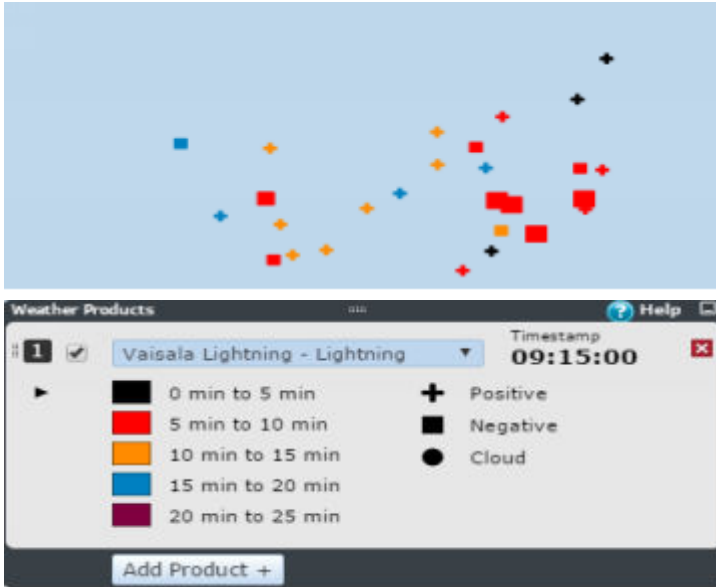 Weather Products
? Help
1 Vaisala Lightning - Lightning
Timestamp
09:15:00
0 min to 5 min
Positive
5 min to 10 min
Negative
10 min to 15 min
Cloud
15 min to 20 min
20 min to 25 min
Add Product +